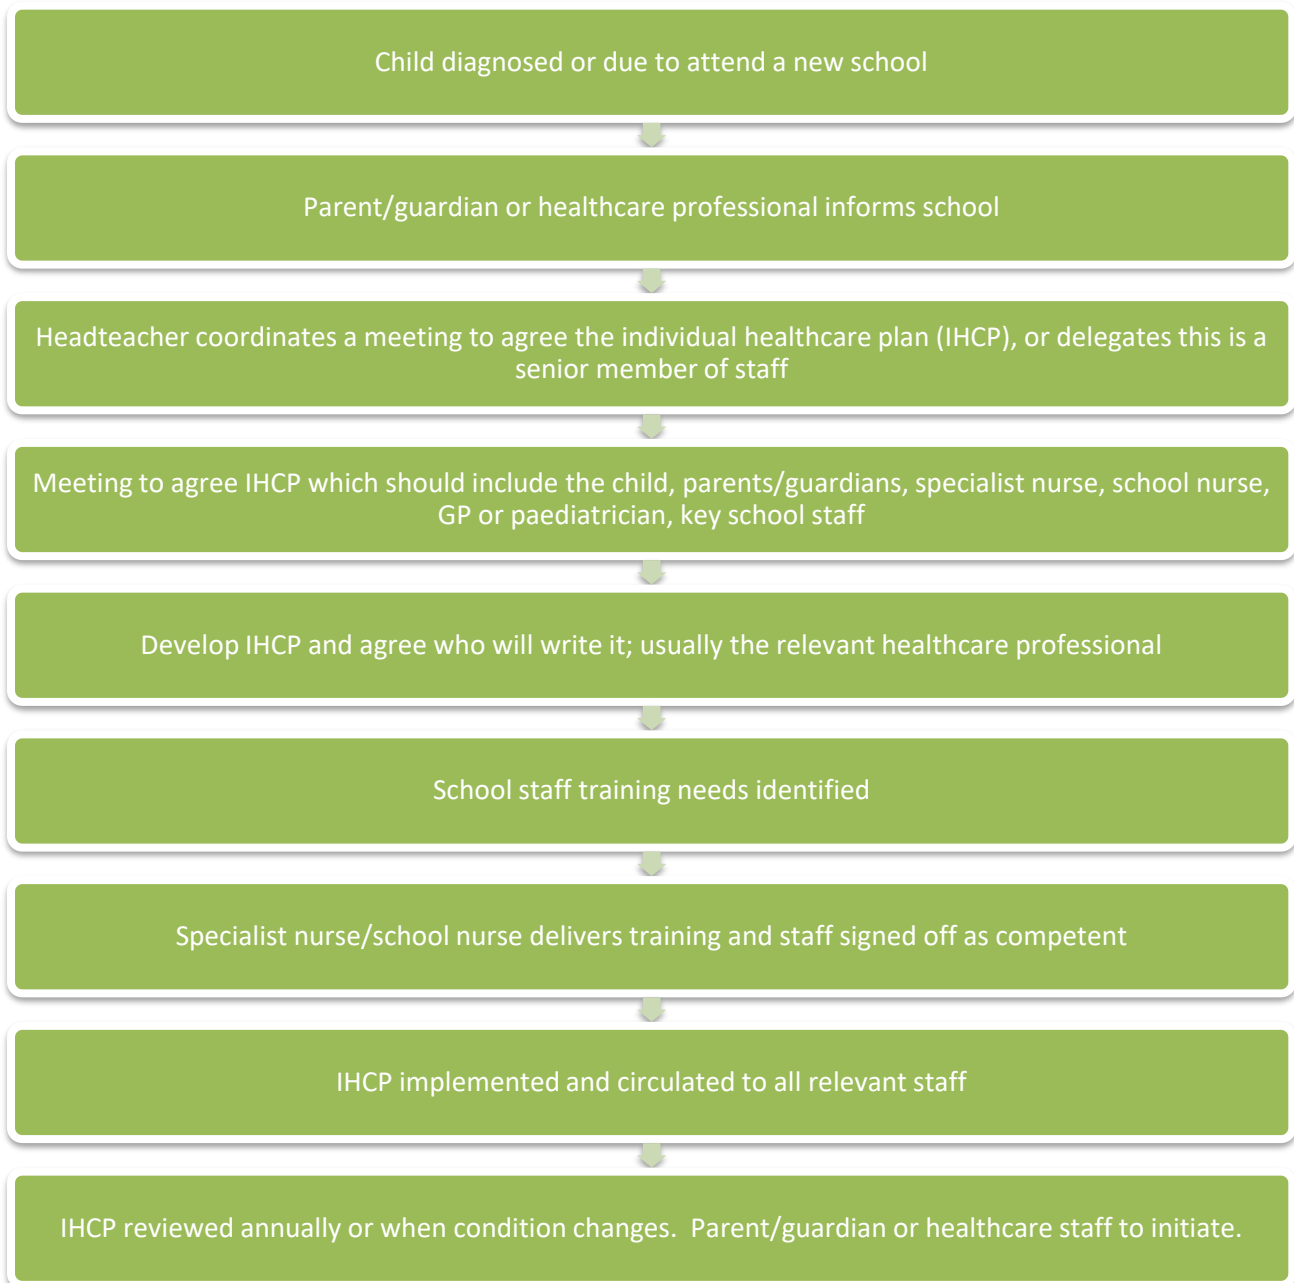 Child diagnosed or due to attend a new school
Parent/guardian or healthcare professional informs school
Headteacher coordinates a meeting to agree the individual healthcare plan (IHCP), or delegates this is a
senior member of staff
Meeting to agree IHCP which should include the child, parents/guardians, specialist nurse, school nurse,
GP or paediatrician, key school staff
Develop IHCP and agree who will write it; usually the relevant healthcare professional
School staff training needs identified
Specialist nurse/school nurse delivers training and staff signed off as competent
IHCP implemented and circulated to all relevant staff
IHCP reviewed annually or when condition changes.  Parent/guardian or healthcare staff to initiate.